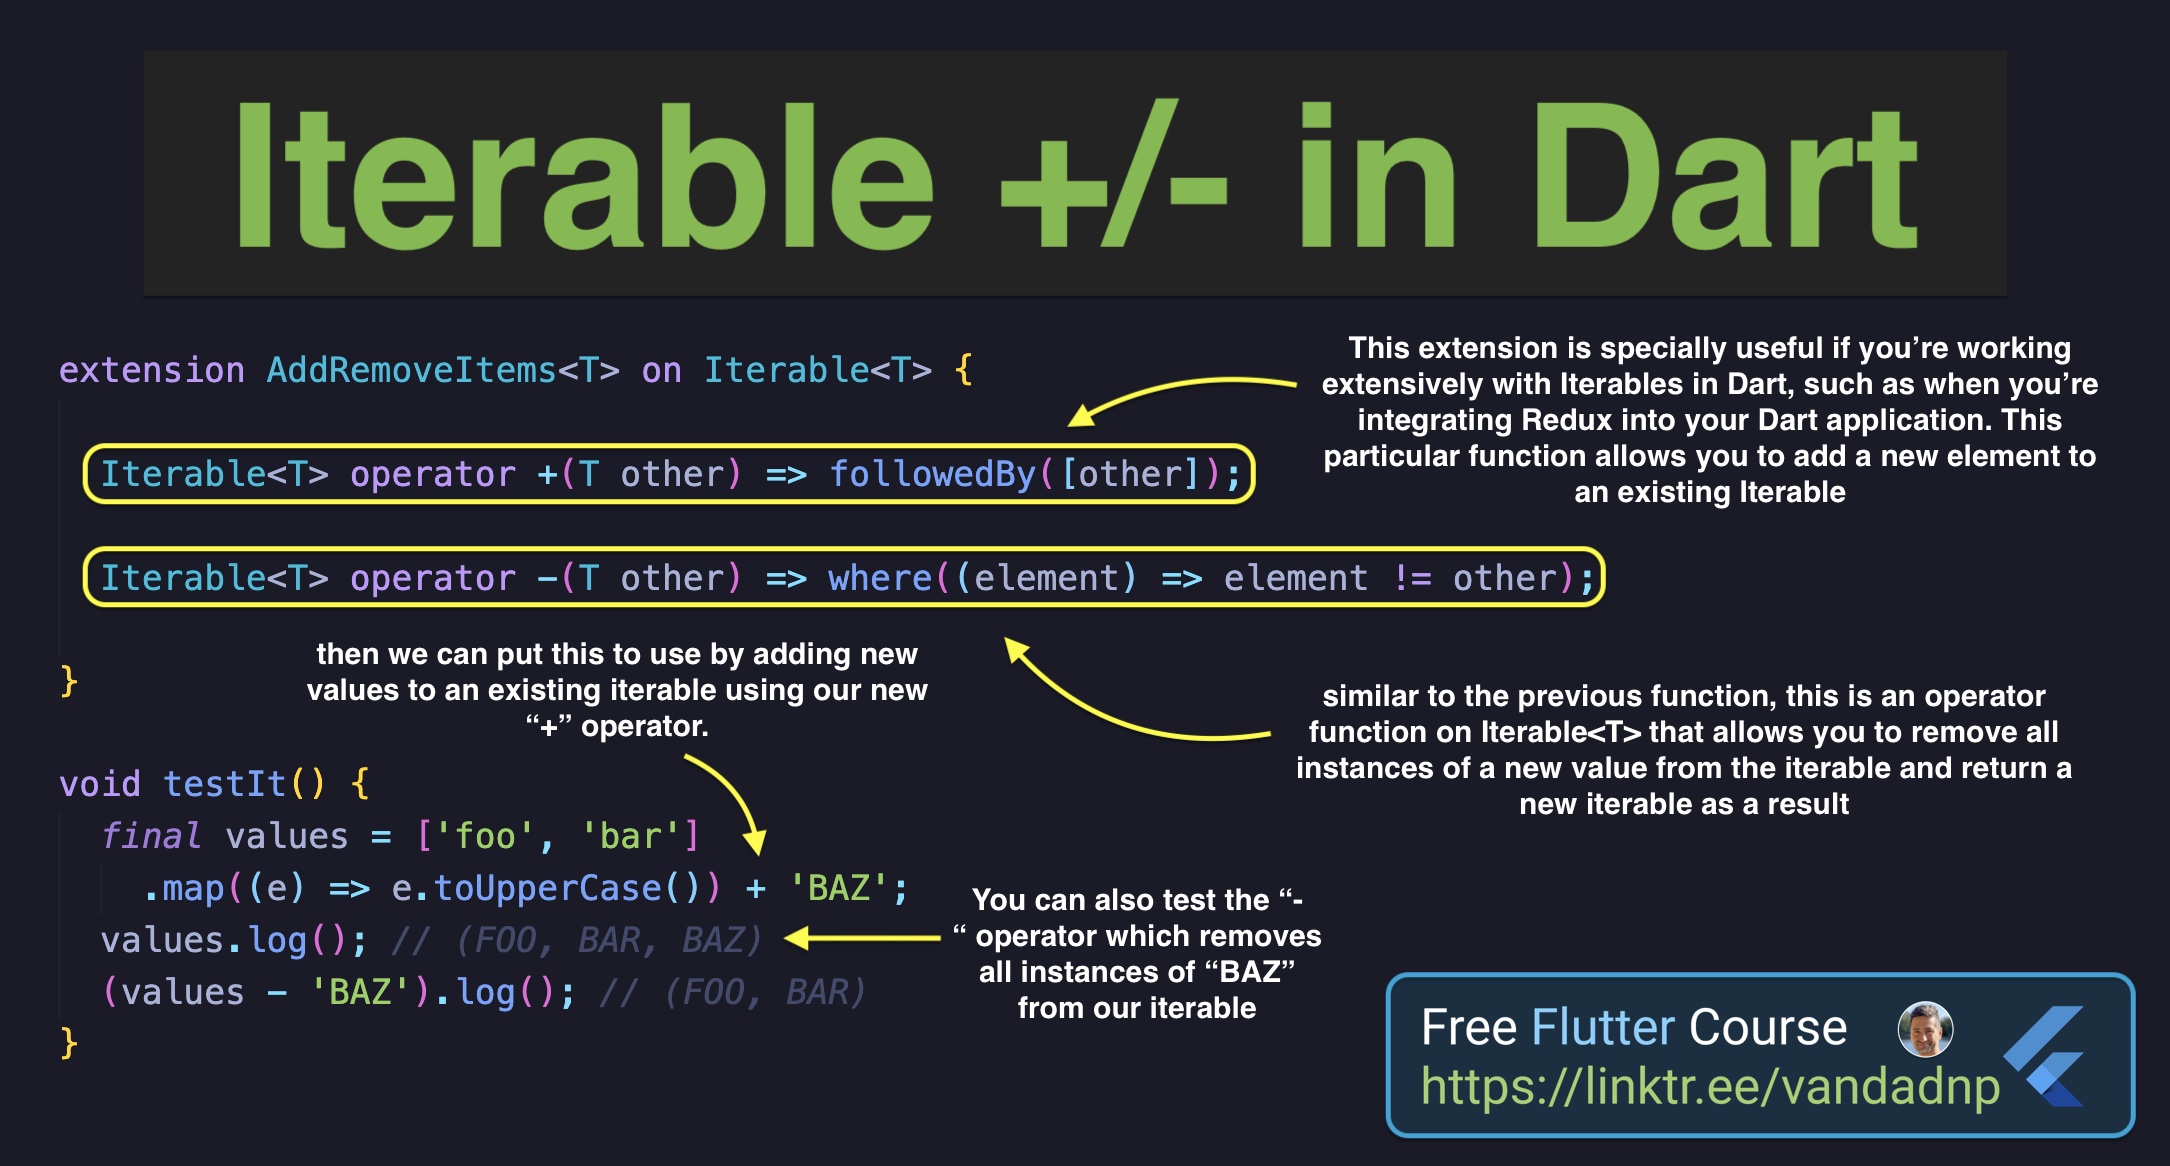 Iterable +/- in Dart
extension AddRemoveItems<T> on Iterable<T> {
This extension is specially useful if you’re working
extensively with Iterables in Dart, such as when you’re
integrating Redux into your Dart application. This
particular function allows you to add a new element to
an existing Iterable
Iterable<T> operator +(T other) => followedBy([other]);
Iterable<T> operator -(T other) => where((element) => element != other);
}
then we can put this to use by adding new
values to an existing iterable using our new
“+” operator.
similar to the previous function, this is an operator
function on Iterable<T> that allows you to remove all
instances of a new value from the iterable and return a
new iterable as a result
void testIt() {
final values = ['foo', 'bar']
.map((e) => e.toUpperCase()) + 'BAZ';
values.log(); // (FOO, BAR, BAZ)
(values - 'BAZ').log(); // (FOO, BAR)
}
You can also test the “-
“ operator which removes
all instances of “BAZ”
from our iterable
Free Flutter Course
https://linktr.ee/vandadnp